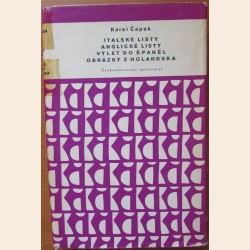 Karel Čapek
ITALSKÉ LISTY
ANGLICKÉ LISTY
VÝLET DO ŠPANĚL
OBRÁZKY Z HOLANDSKA
Československý spisovatel